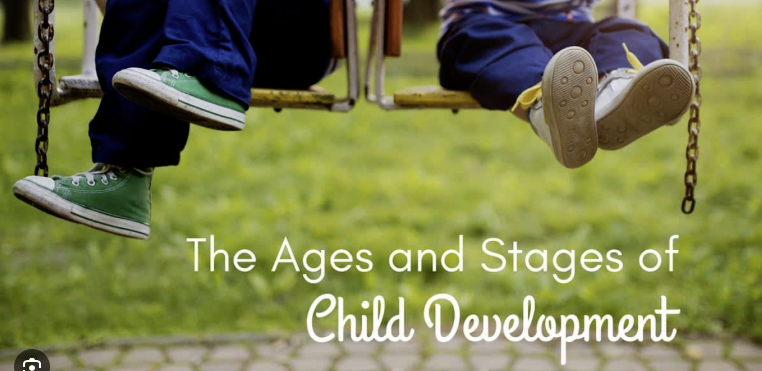 The Ages and Stages of
Child Development